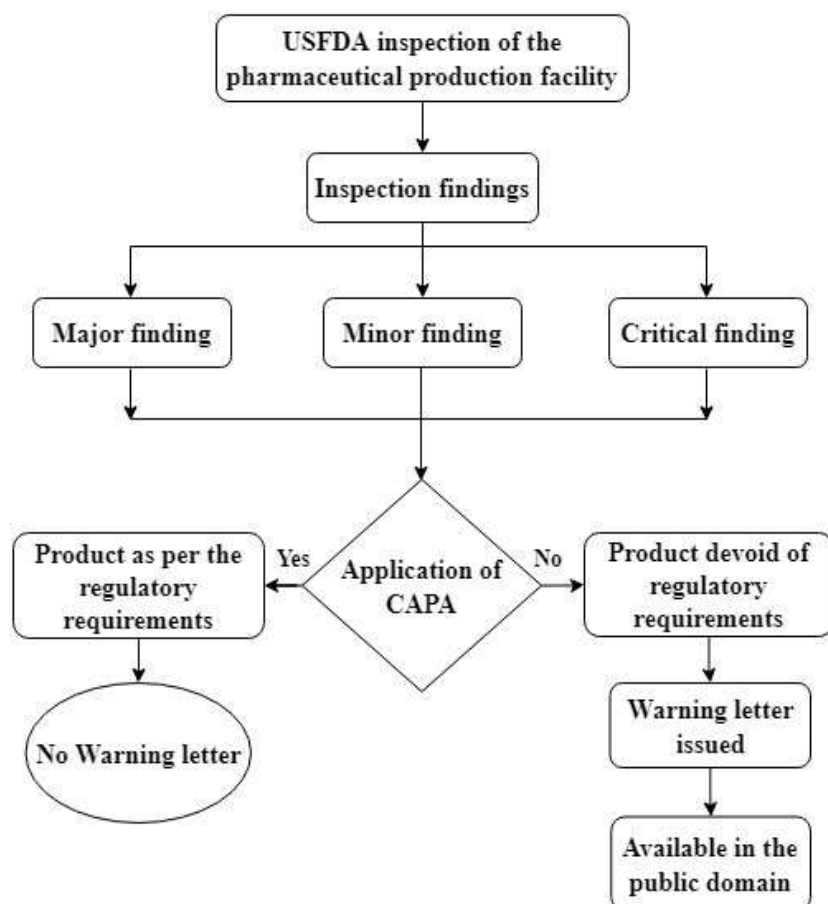 USFDA inspection of the
pharmaceutical production facility
Inspection findings
Major finding
Minor finding
Critical finding
Product as per the
regulatory
requirements
Yes
Application of
CAPA
No
Product devoid of
regulatory
requirements
No Warning letter
Warning letter
issued
Available in the
public domain